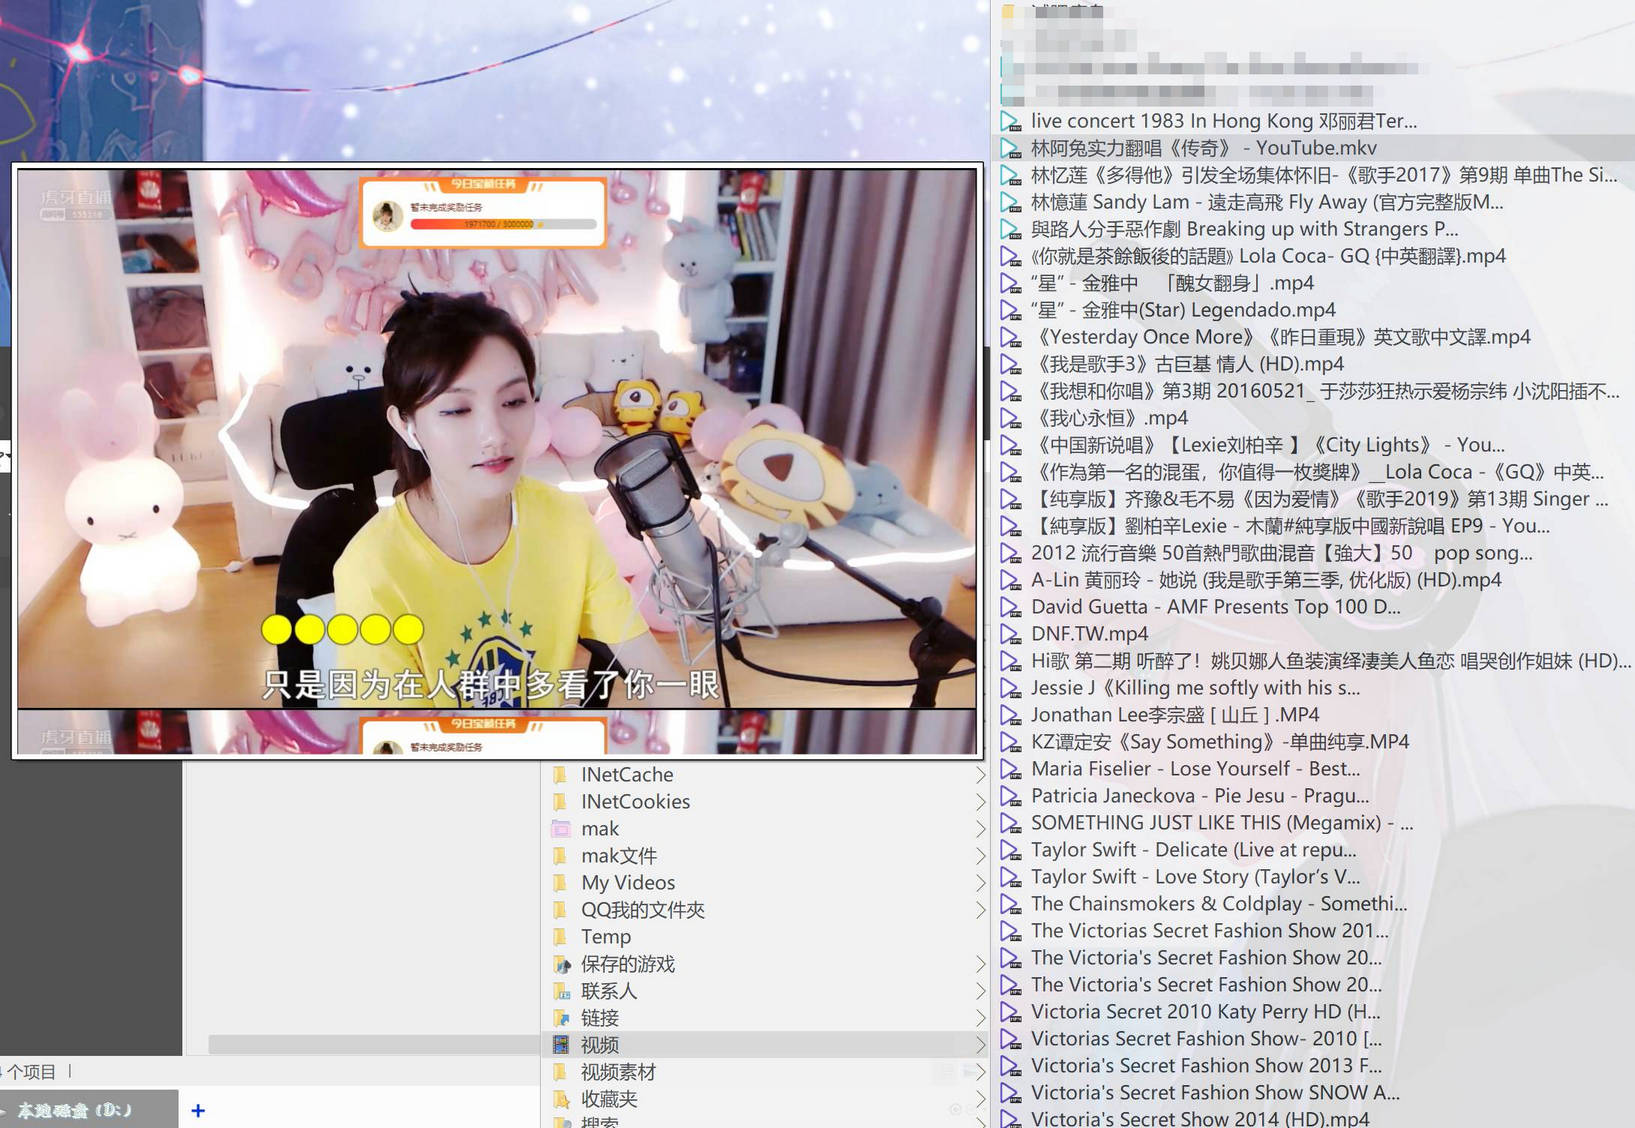 虎牙直播
今日宝藏任务
暂未完成奖励任务
1971700 / 3000000
只是因为在人群中多看了你一眼
虎牙直播
今日宝藏任务
暂未完成奖励任务
INetCache
INetCookies
mak
mak文件
My Videos
QQ我的文件夾
Temp
保存的游戏
联系人
链接
视频
视频素材
收藏夹
搜索
个项目
本地磁盘 (D:)
+
live concert 1983 In Hong Kong 邓丽君Ter...
林阿兔实力翻唱《传奇》 - YouTube.mkv
林忆莲《多得他》引发全场集体怀旧-《歌手2017》第9期 单曲The Si...
林憶蓮 Sandy Lam - 遠走高飛 Fly Away (官方完整版M...
與路人分手惡作劇 Breaking up with Strangers P...
《你就是茶餘飯後的話題》Lola Coca- GQ {中英翻譯}.mp4
“星” - 金雅中 「醜女翻身」.mp4
“星” - 金雅中(Star) Legendado.mp4
《Yesterday Once More》《昨日重現》英文歌中文譯.mp4
《我是歌手3》古巨基 情人 (HD).mp4
《我想和你唱》第3期 20160521_ 于莎莎狂热示爱杨宗纬 小沈阳插不...
《我心永恒》.mp4
《中国新说唱》【Lexie刘柏辛 】《City Lights》 - You...
《作為第一名的混蛋，你值得一枚獎牌》__Lola Coca -《GQ》中英...
【纯享版】齐豫&毛不易《因为爱情》《歌手2019》第13期 Singer ...
【純享版】劉柏辛Lexie - 木蘭#純享版中國新說唱 EP9 - You...
2012 流行音樂 50首熱門歌曲混音【強大】50 pop song...
A-Lin 黄丽玲 - 她说 (我是歌手第三季, 优化版) (HD).mp4
David Guetta - AMF Presents Top 100 D...
DNF.TW.mp4
Hi歌 第二期 听醉了！姚贝娜人鱼装演绎凄美人鱼恋 唱哭创作姐妹 (HD)...
Jessie J《Killing me softly with his s...
Jonathan Lee李宗盛 [ 山丘 ] .MP4
KZ谭定安《Say Something》-单曲纯享.MP4
Maria Fiselier - Lose Yourself - Best...
Patricia Janeckova - Pie Jesu - Pragu...
SOMETHING JUST LIKE THIS (Megamix) - ...
Taylor Swift - Delicate (Live at repu...
Taylor Swift - Love Story (Taylor’s V...
The Chainsmokers & Coldplay - Somethi...
The Victorias Secret Fashion Show 201...
The Victoria's Secret Fashion Show 20...
The Victoria's Secret Fashion Show 20...
Victoria Secret 2010 Katy Perry HD (H...
Victorias Secret Fashion Show- 2010 [...
Victoria's Secret Fashion Show 2013 F...
Victoria's Secret Fashion Show SNOW A...
Victoria's Secret Show 2014 (HD).mp4